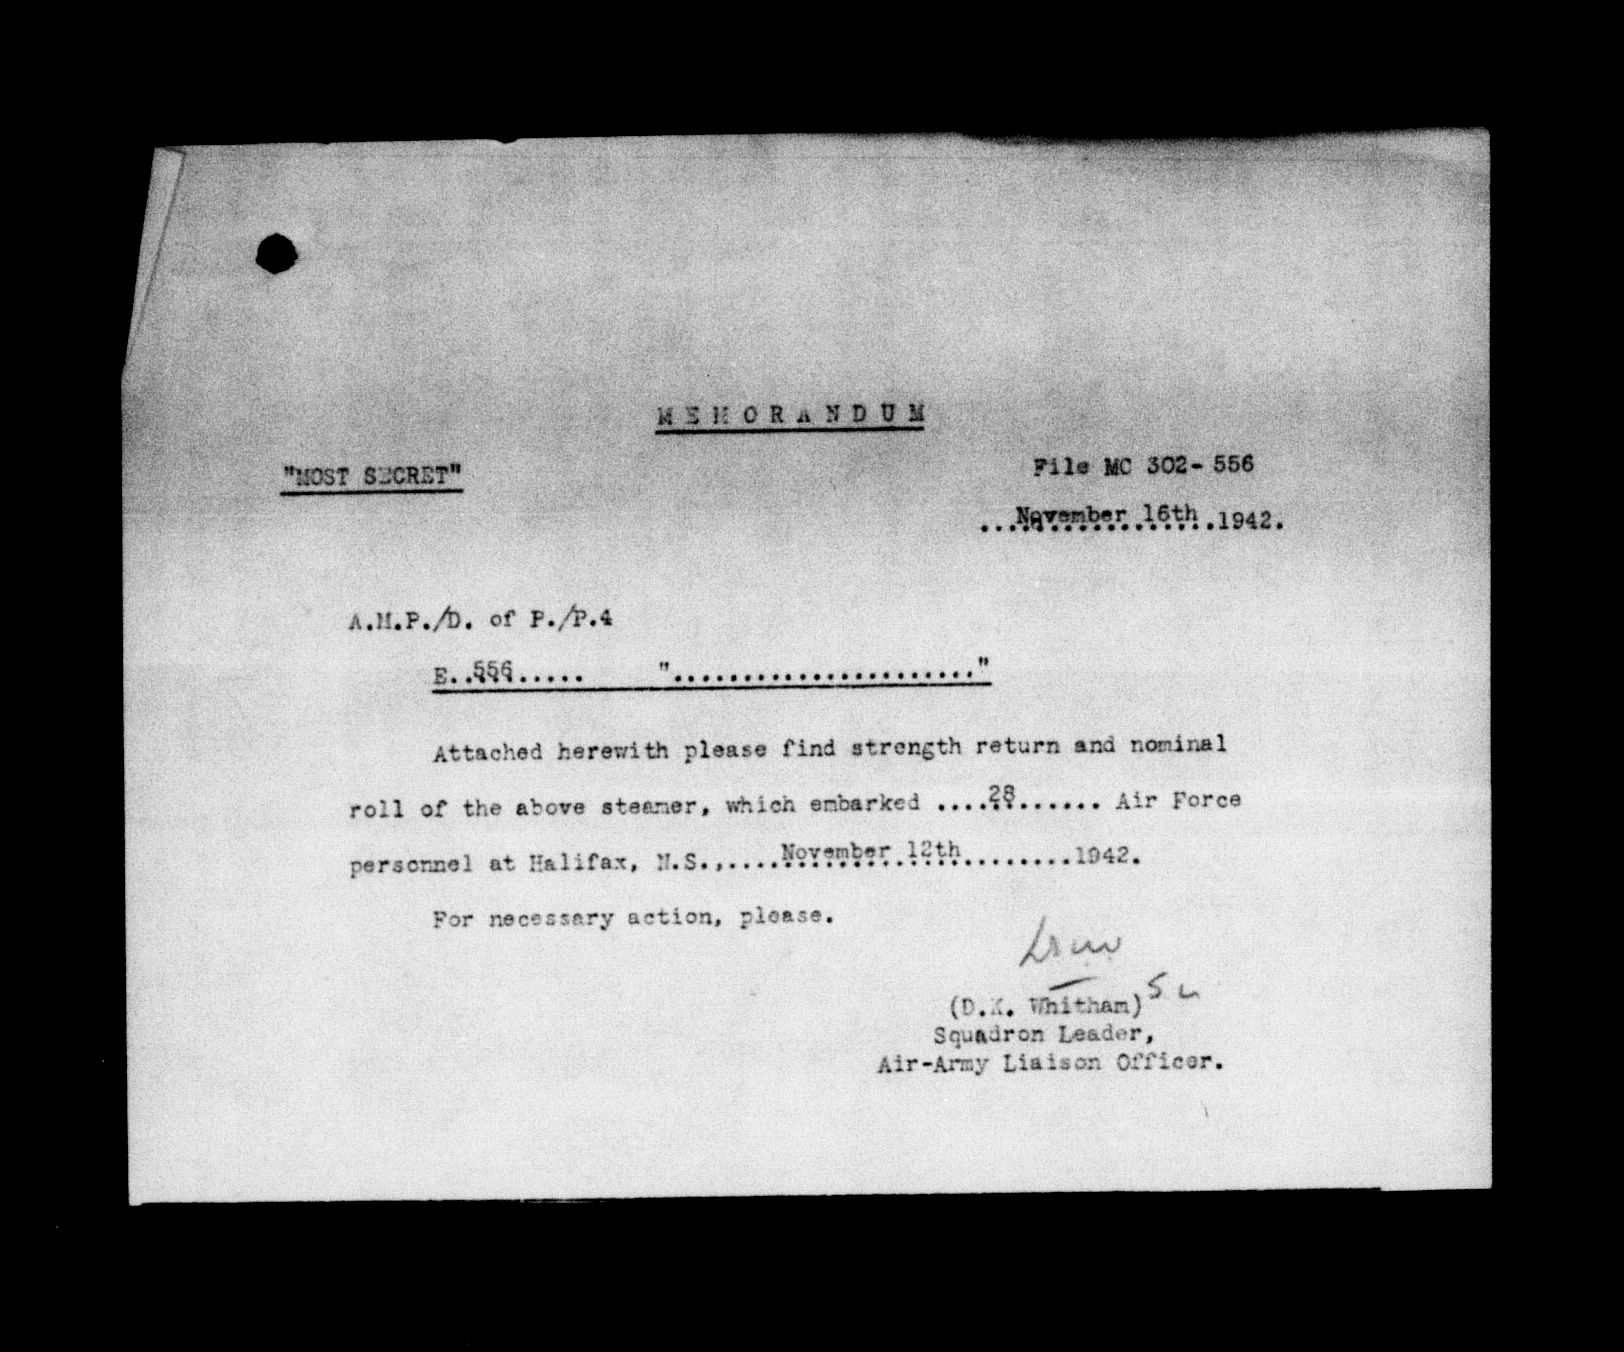 M E M O R A N D U M
"MOST SECRET"
File MC 302- 556
....November 16th..1942.
A.M.P./D. of P./P.4
E..556..... "......................"
Attached herewith please find strength return and nominal
roll of the above steamer, which embarked ....28...... Air Force
personnel at Halifax, N.S.,....November 12th........1942.
For necessary action, please.
(D.K. Whitham) S L
Squadron Leader,
Air-Army Liaison Officer.